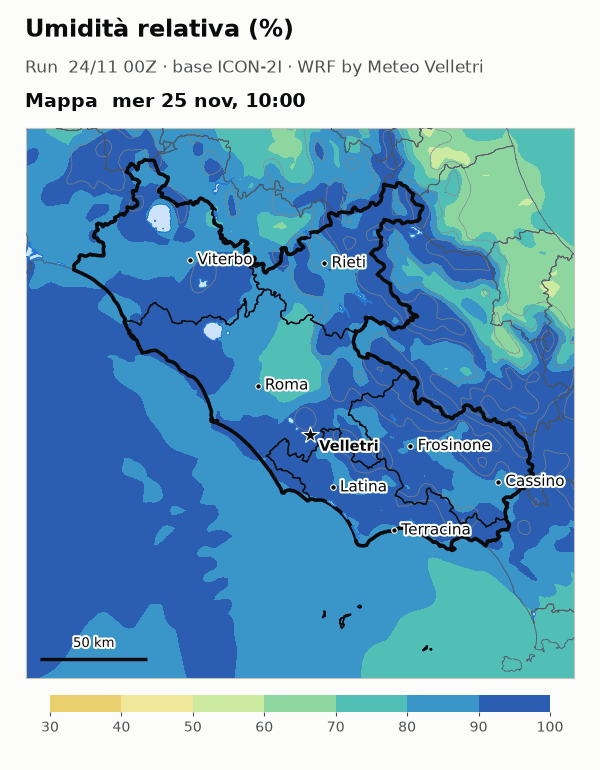 Umidità relativa (%)
Run  24/11 00Z · base ICON-2I · WRF by Meteo Velletri
Mappa  mer 25 nov, 10:00
Viterbo
Rieti
Roma
Velletri
Frosinone
Cassino
Latina
Terracina
50 km
30 40 50 60 70 80 90 100